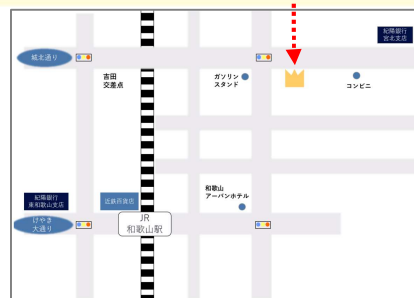 紀陽銀行
宮北支店
城北通り
吉田
交差点
ガソリン
スタンド
コンビニ
紀陽銀行
東和歌山支店
近鉄百貨店
和歌山
アーバンホテル
けやき
大通り
JR
和歌山駅